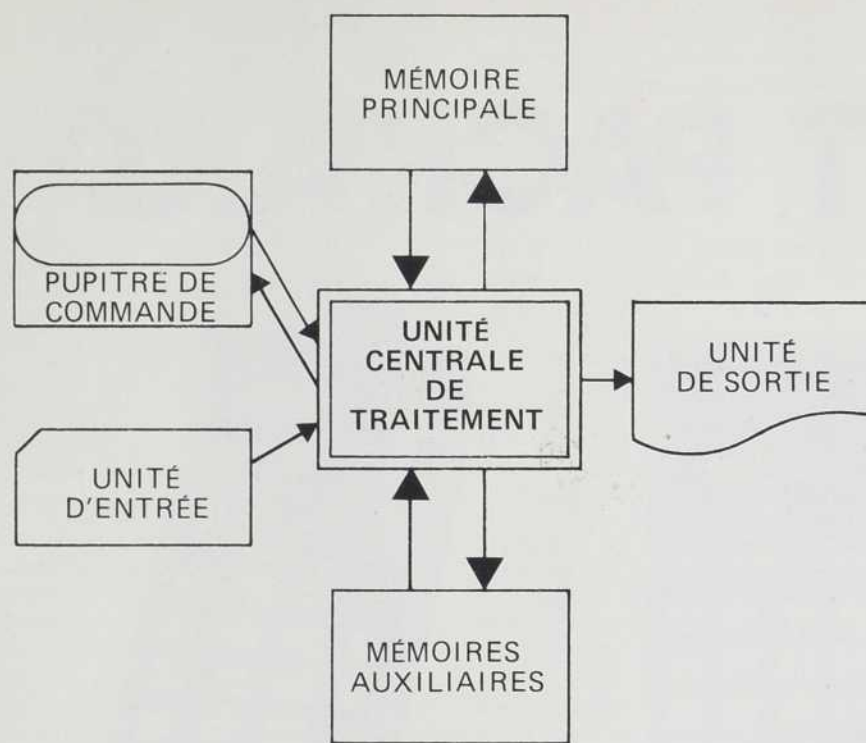 MÉMOIRE
PRINCIPALE
PUPITRE DE
COMMANDE
UNITÉ
CENTRALE
DE
TRAITEMENT
UNITÉ
DE SORTIE
UNITÉ
D'ENTRÉE
MÉMOIRES
AUXILIAIRES